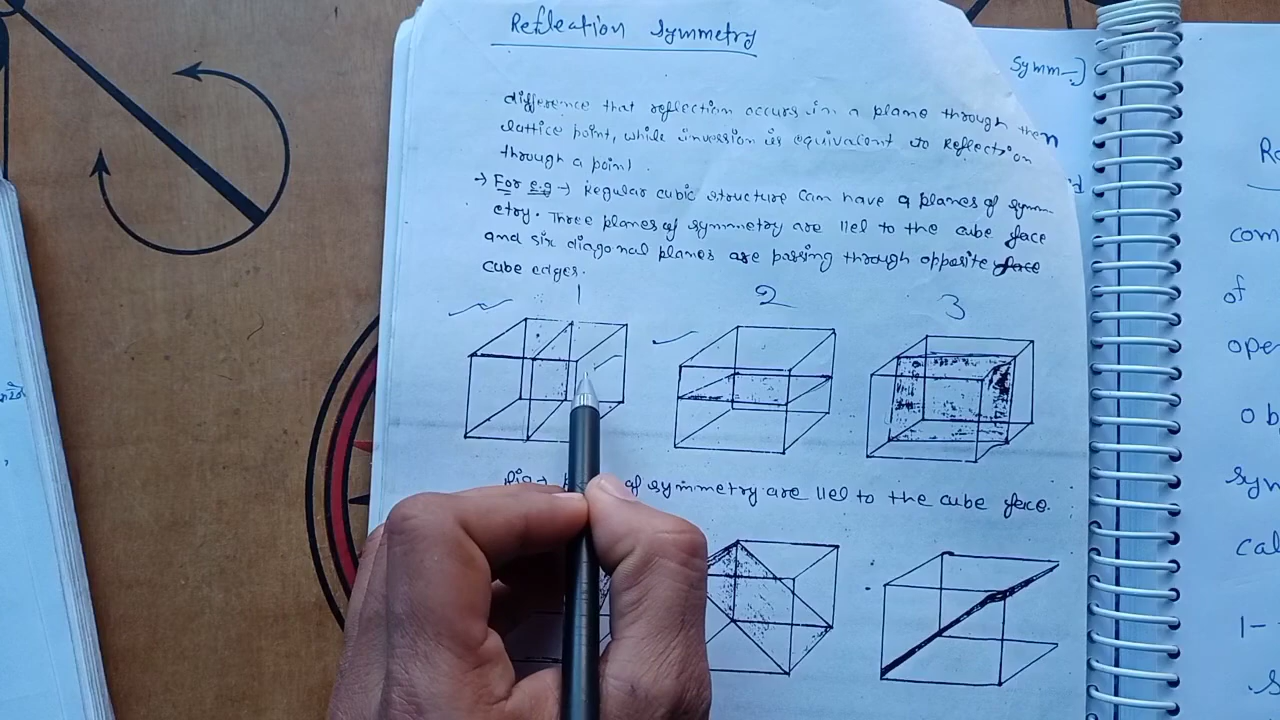 Reflection Symmetry
difference that reflection occurs in a plane through then
lattice point, while inversion is equivalent to Reflection
through a point.
→ For e.g → Regular cubic structure can have 9 planes of symm-
etry. Three planes of symmetry are llel to the cube face
and six diagonal planes are passing through opposite face
cube edges.
1 2 3
of symmetry are llel to the cube face.
Symm-]
com
of
ope
ob
sym
cal
1-